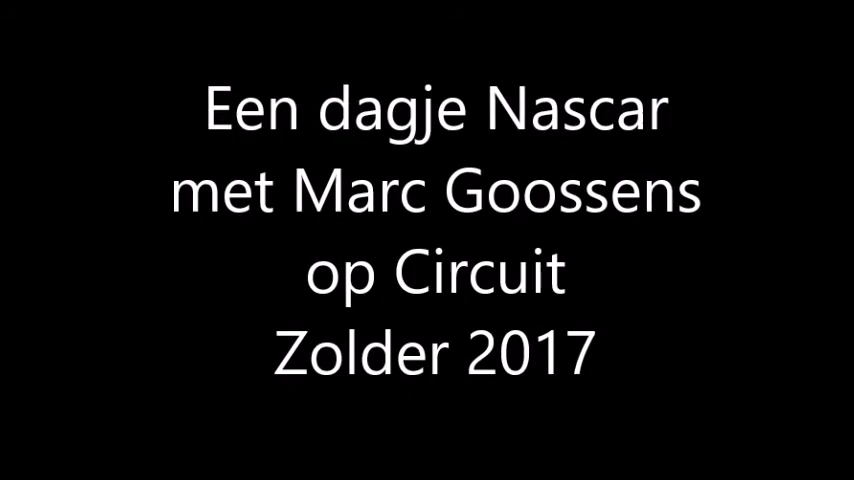 Een dagje Nascar
met Marc Goossens
op Circuit
Zolder 2017